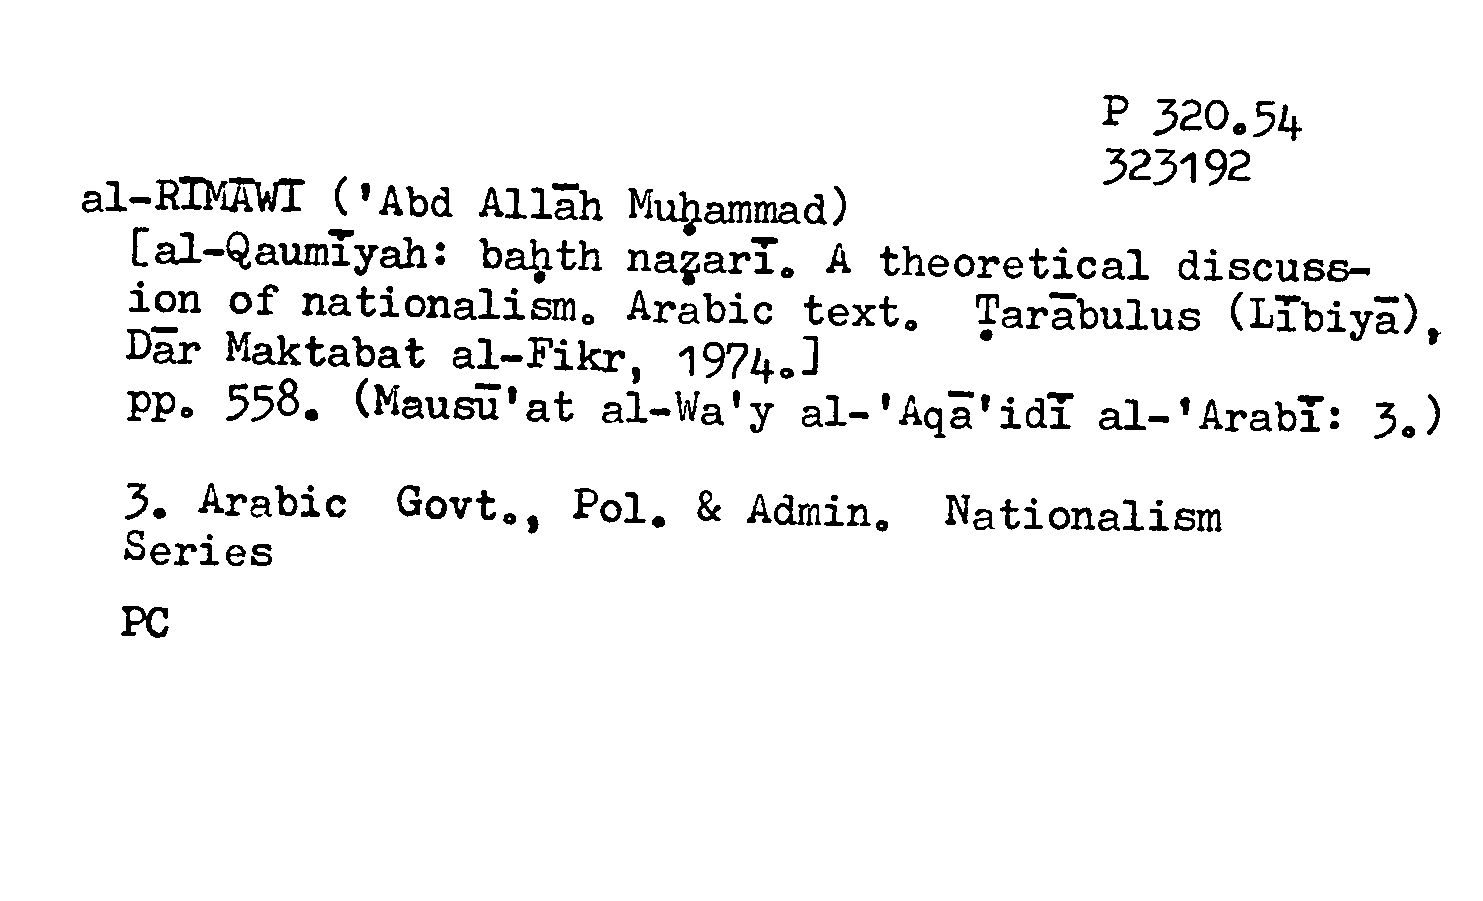 P 320.54
323192
al-RĪMĀWĪ ('Abd Allāh Muḥammad)
[al-Qaumīyah: baḥth naẓarī. A theoretical discuss-
ion of nationalism. Arabic text. Ṭarābulus (Lībiyā),
Dār Maktabat al-Fikr, 1974.]
pp. 558. (Mausū'at al-Wa'y al-'Aqā'idī al-'Arabī: 3.)
3. Arabic Govt., Pol. & Admin. Nationalism
Series
PC